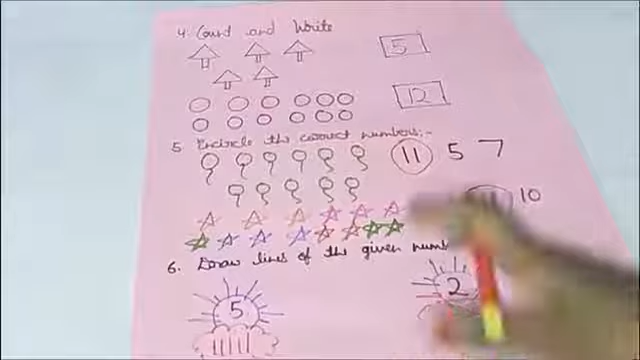 4. Count and Write
5
12
5 Encircle the correct numbers:-
11 5 7
10
6. Draw lines of the given
5
2